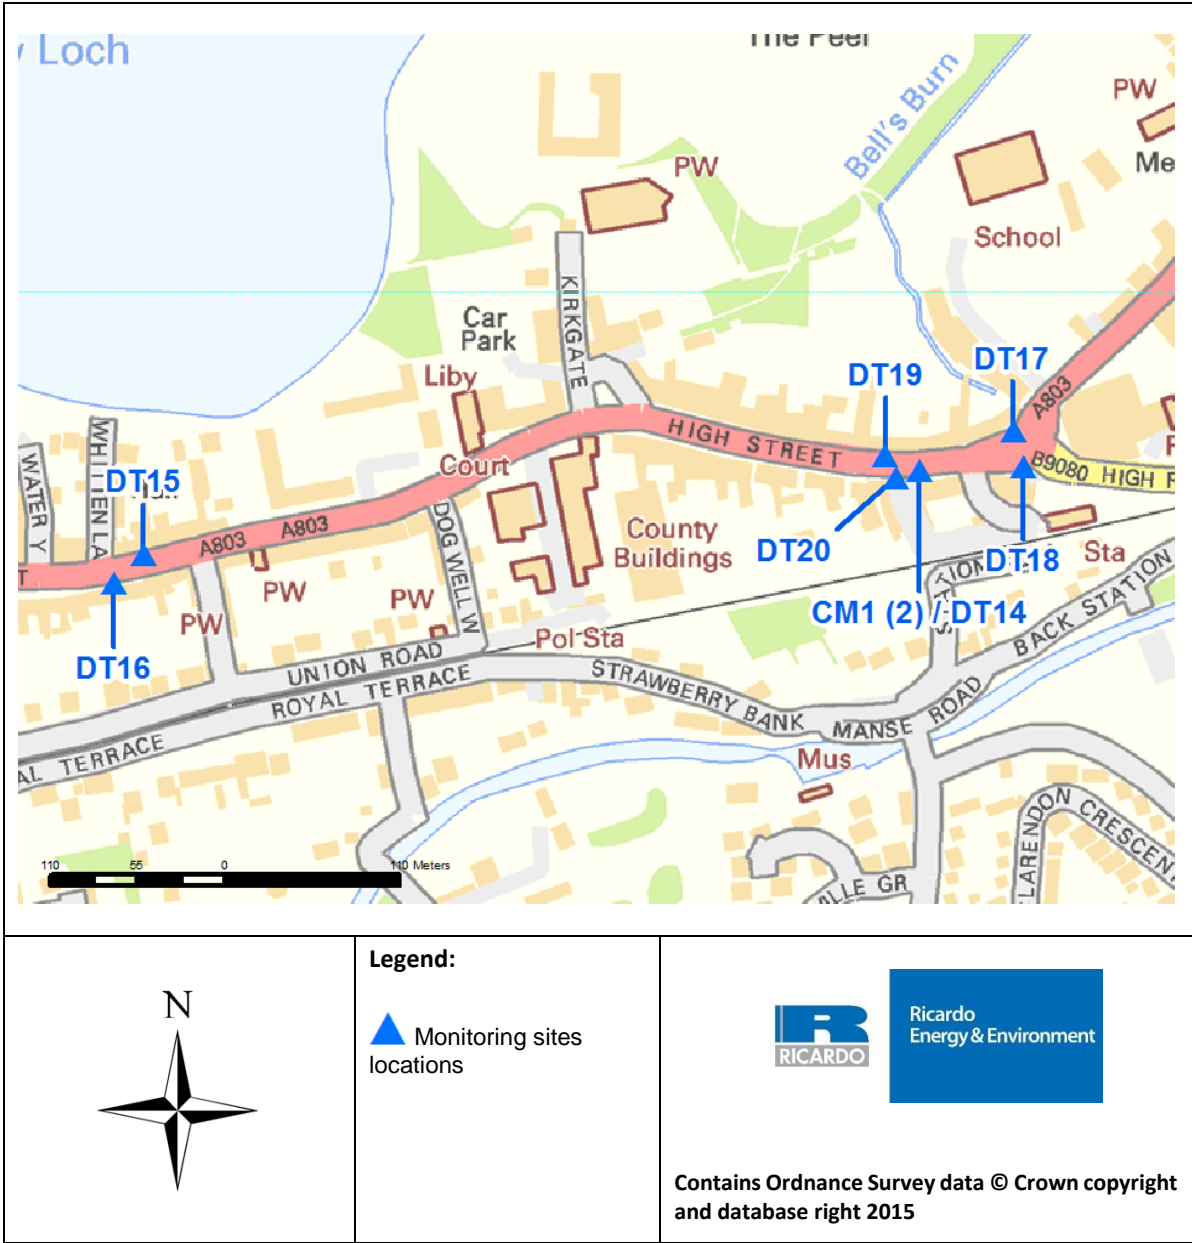 Loch
The Peel
Bell's Burn
PW
Me
School
PW
KIRKGATE
Car
Park
Liby
Court
DT19
DT17
A803
HIGH STREET
B9080 HIGH
WATER Y
WHITTEN LA
DT15
A803
A803
DOG WELL W
County
Buildings
DT20
DT18
Sta
CM1 (2) / DT14
PW
PW
PW
DT16
Pol Sta
UNION ROAD
ROYAL TERRACE
STRAWBERRY BANK
MANSE ROAD
BACK STATION
AL TERRACE
Mus
LARENDON CRESCENT
ALLE GR
110 55 0 110 Meters
N
Legend:
Monitoring sites
locations
R
RICARDO
Ricardo
Energy & Environment
Contains Ordnance Survey data © Crown copyright
and database right 2015